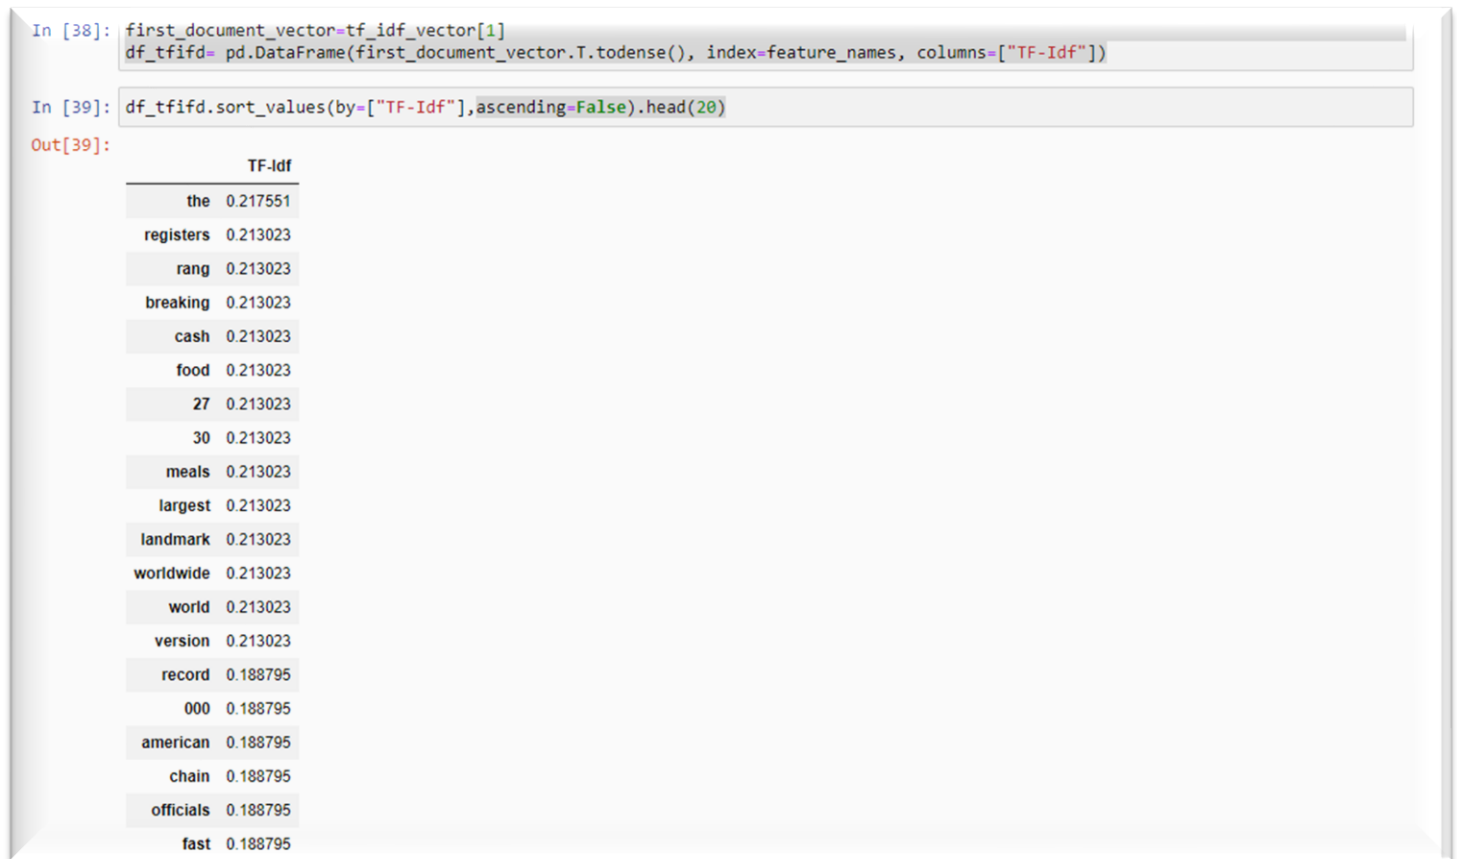 In [38]: first_document_vector=tf_idf_vector[1]
df_tfifd= pd.DataFrame(first_document_vector.T.todense(), index=feature_names, columns=["TF-Idf"])
In [39]: df_tfifd.sort_values(by=["TF-Idf"],ascending=False).head(20)
Out[39]:
TF-Idf
the 0.217551
registers 0.213023
rang 0.213023
breaking 0.213023
cash 0.213023
food 0.213023
27 0.213023
30 0.213023
meals 0.213023
largest 0.213023
landmark 0.213023
worldwide 0.213023
world 0.213023
version 0.213023
record 0.188795
000 0.188795
american 0.188795
chain 0.188795
officials 0.188795
fast 0.188795